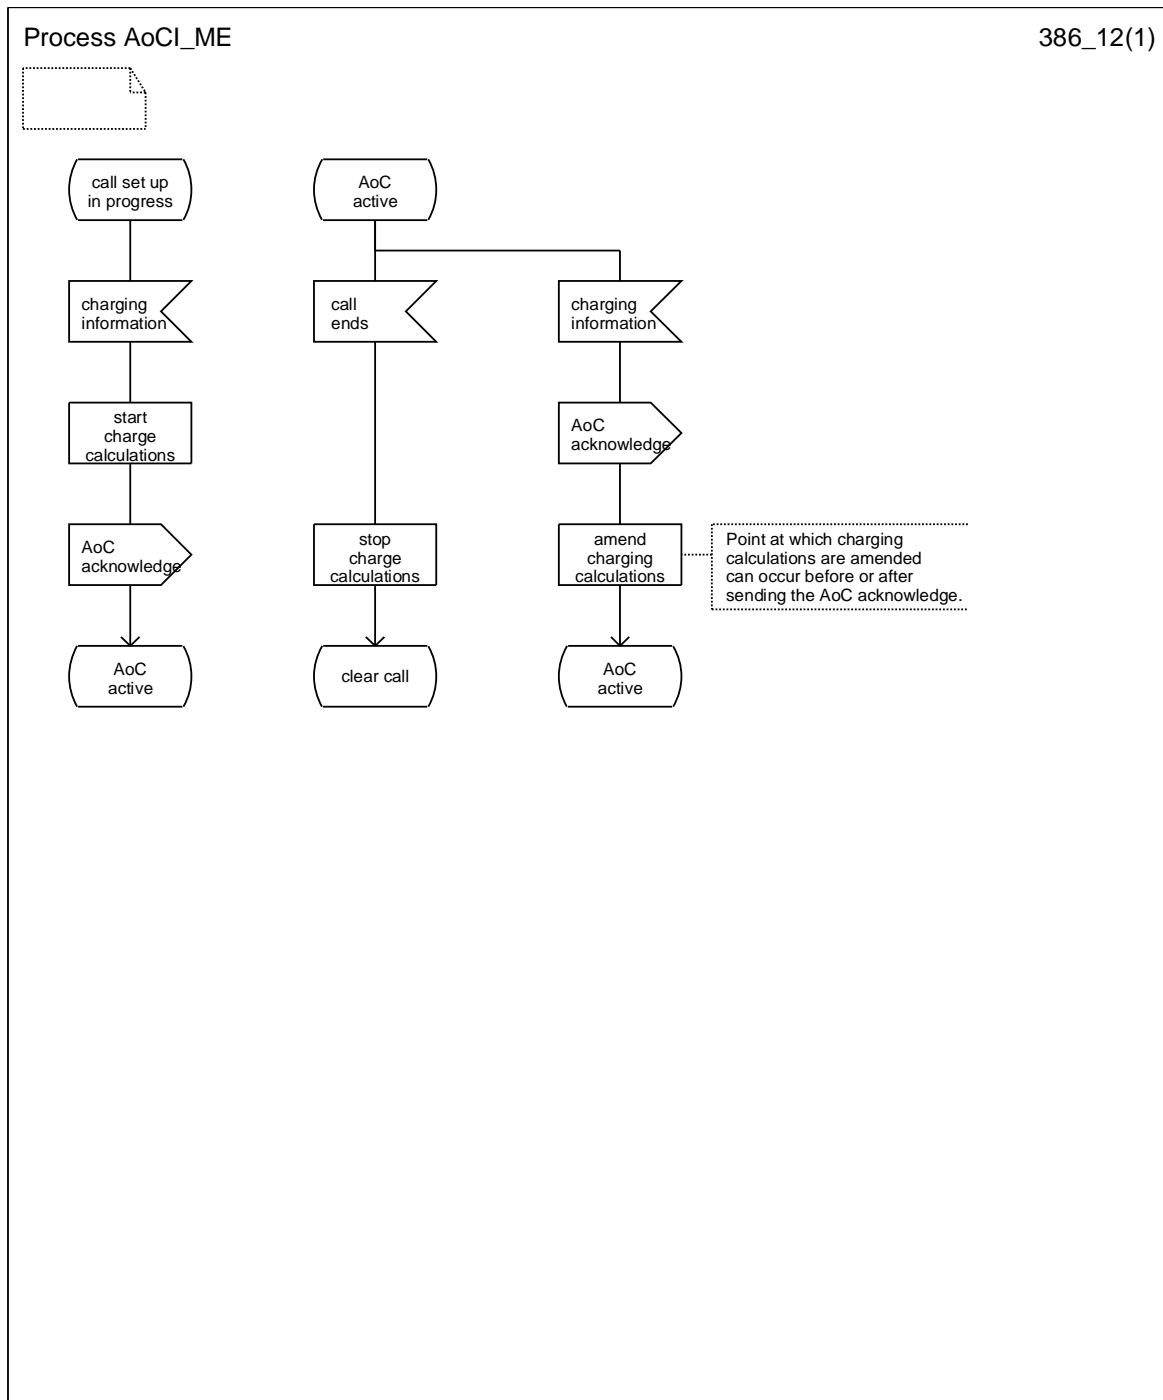 Process AoCI_ME
386_12(1)
call set up
in progress
charging
information
start
charge
calculations
AoC
acknowledge
AoC
active
AoC
active
call
ends
stop
charge
calculations
clear call
charging
information
AoC
acknowledge
amend
charging
calculations
Point at which charging
calculations are amended
can occur before or after
sending the AoC acknowledge.
AoC
active